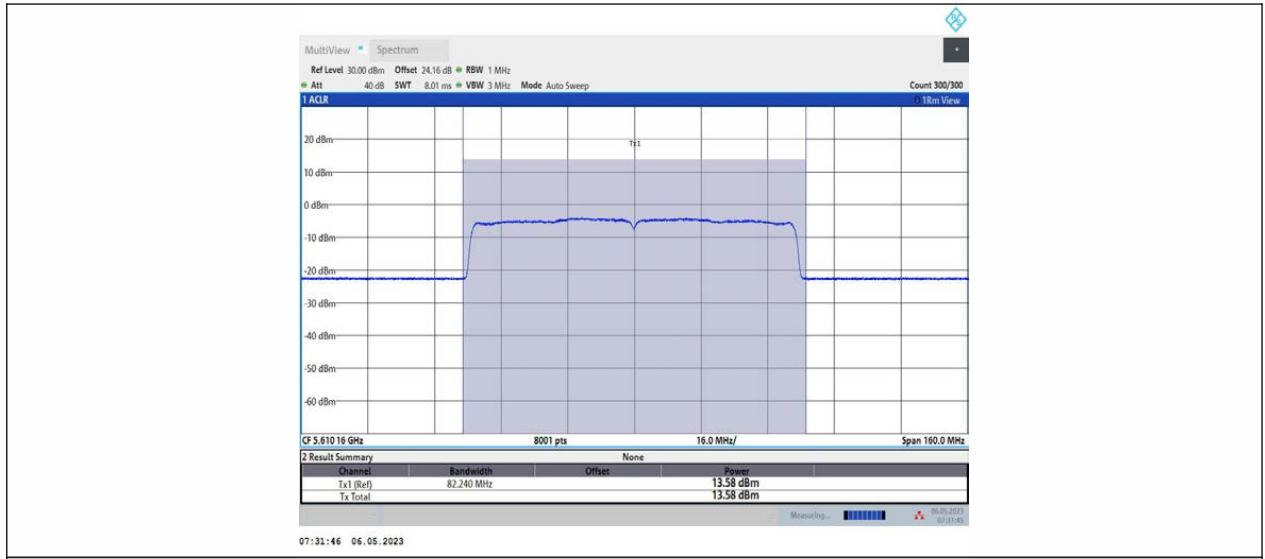 MultiView Spectrum
Ref Level 30.00 dBm Offset 24.16 dB RBW 1 MHz
Att 40 dB SWT 8.01 ms VBW 3 MHz Mode Auto Sweep Count 300/300
1 ACLR 1Rm View
Tx1
20 dBm
10 dBm
0 dBm
-10 dBm
-20 dBm
-30 dBm
-40 dBm
-50 dBm
-60 dBm
CF 5.610 16 GHz 8001 pts 16.0 MHz/ Span 160.0 MHz
2 Result Summary None
Channel Bandwidth Offset Power
Tx1 (Ref) 82.240 MHz 13.58 dBm
Tx Total 13.58 dBm
Measuring... 06.05.2023
07:31:45
07:31:46 06.05.2023